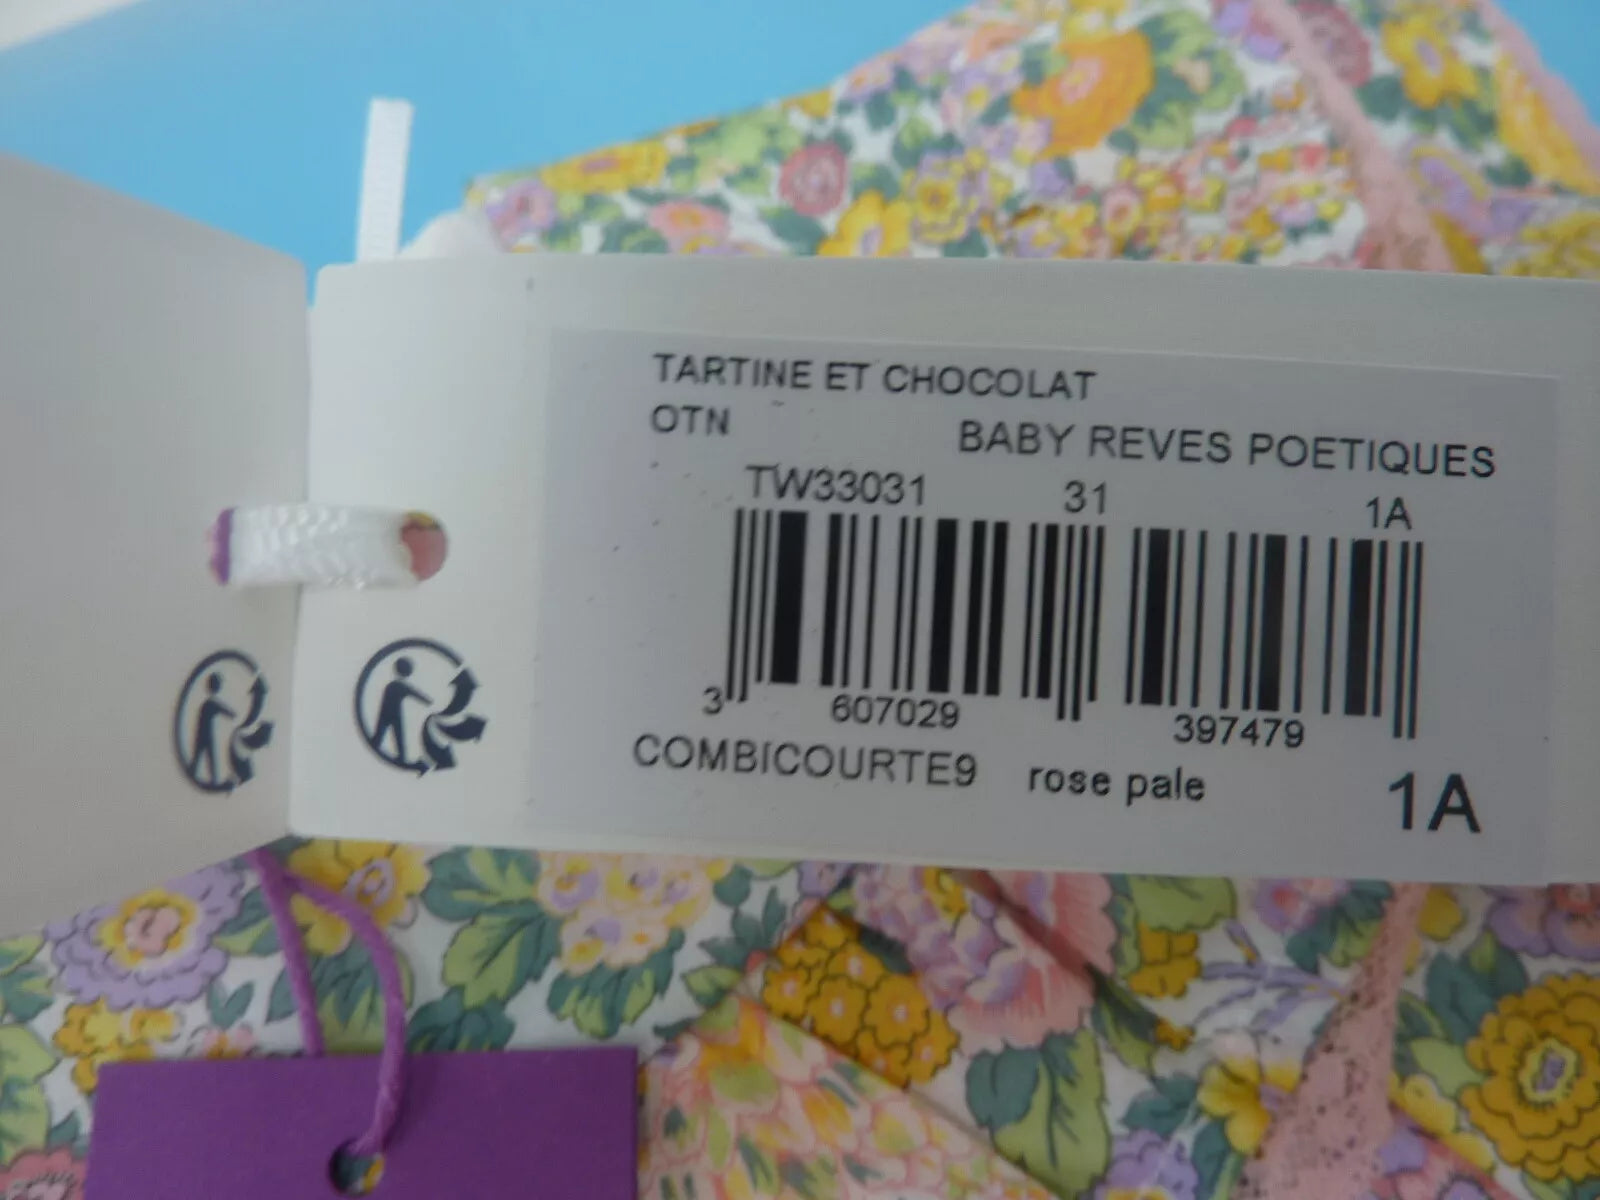 TARTINE ET CHOCOLAT
OTN BABY REVES POETIQUES
TW33031 31 1A
3 607029 397479
COMBICOURTE9 rose pale 1A